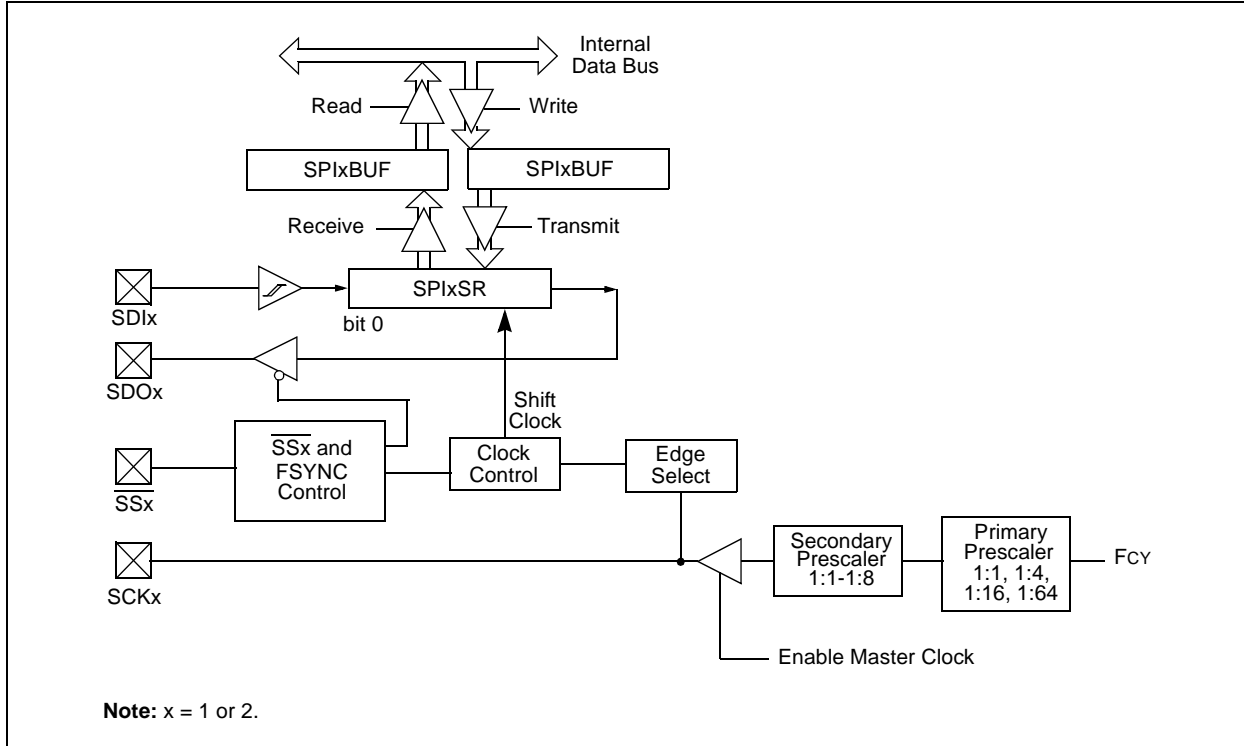 Internal
Data Bus
Read
Write
SPIxBUF
SPIxBUF
Receive
Transmit
SPIxSR
SDIx
bit 0
SDOx
Shift
Clock
SSx and
FSYNC
Control
Clock
Control
Edge
Select
SSx
Secondary
Prescaler
1:1-1:8
Primary
Prescaler
1:1, 1:4,
1:16, 1:64
FCY
SCKx
Enable Master Clock
Note: x = 1 or 2.